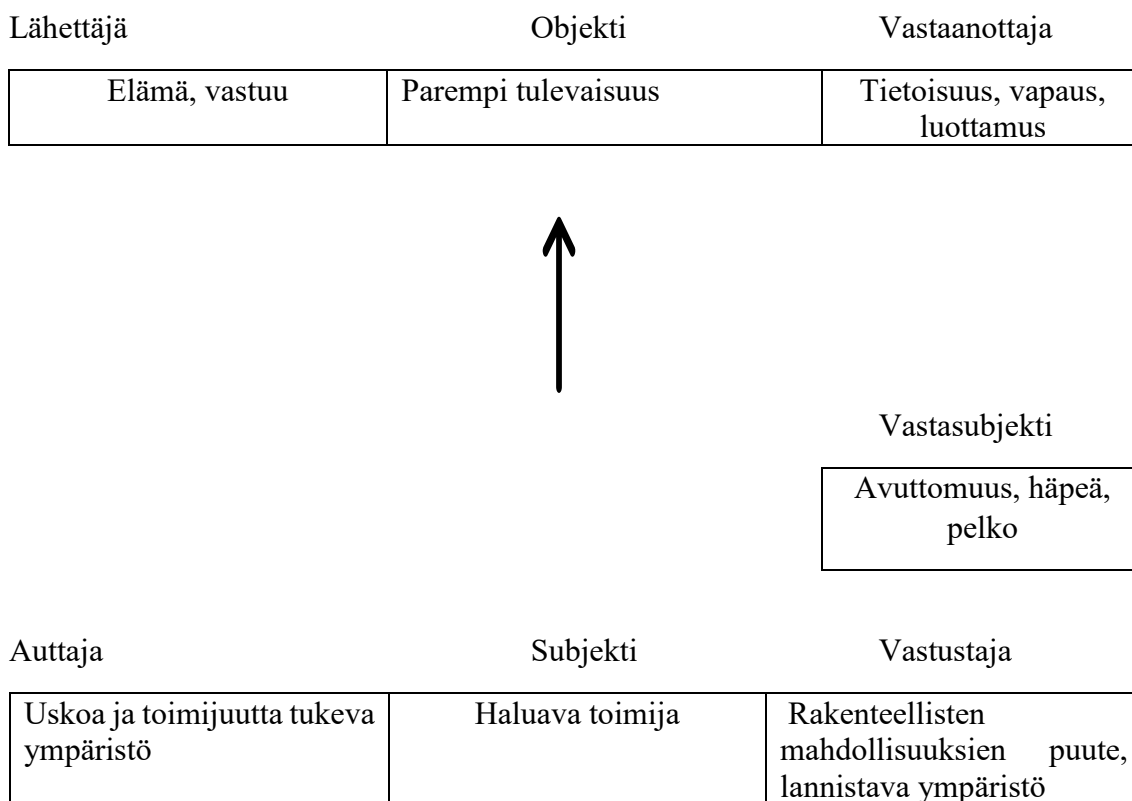 Lähettäjä Objekti Vastaanottaja
Elämä, vastuu Parempi tulevaisuus Tietoisuus, vapaus,
luottamus
Vastasubjekti
Avuttomuus, häpeä,
pelko
Auttaja Subjekti Vastustaja
Uskoa ja toimijuutta tukeva
ympäristö
Haluava toimija
Rakenteellisten
mahdollisuuksien puute,
lannistava ympäristö